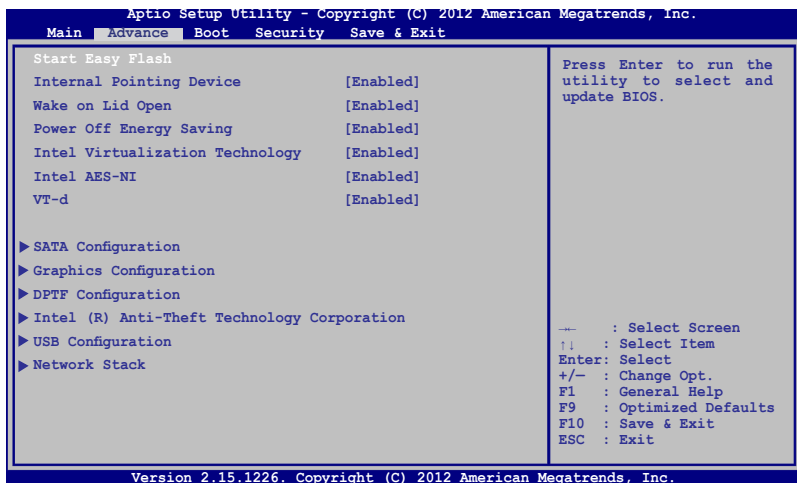 Aptio Setup Utility - Copyright (C) 2012 American Megatrends, Inc.
Main Advance Boot Security Save & Exit
Start Easy Flash
Internal Pointing Device [Enabled]
Wake on Lid Open [Enabled]
Power Off Energy Saving [Enabled]
Intel Virtualization Technology [Enabled]
Intel AES-NI [Enabled]
VT-d [Enabled]
▶ SATA Configuration
▶ Graphics Configuration
▶ DPTF Configuration
▶ Intel (R) Anti-Theft Technology Corporation
▶ USB Configuration
▶ Network Stack
Press Enter to run the
utility to select and
update BIOS.
→← : Select Screen
↑↓ : Select Item
Enter: Select
+/— : Change Opt.
F1 : General Help
F9 : Optimized Defaults
F10 : Save & Exit
ESC : Exit
Version 2.15.1226. Copyright (C) 2012 American Megatrends, Inc.